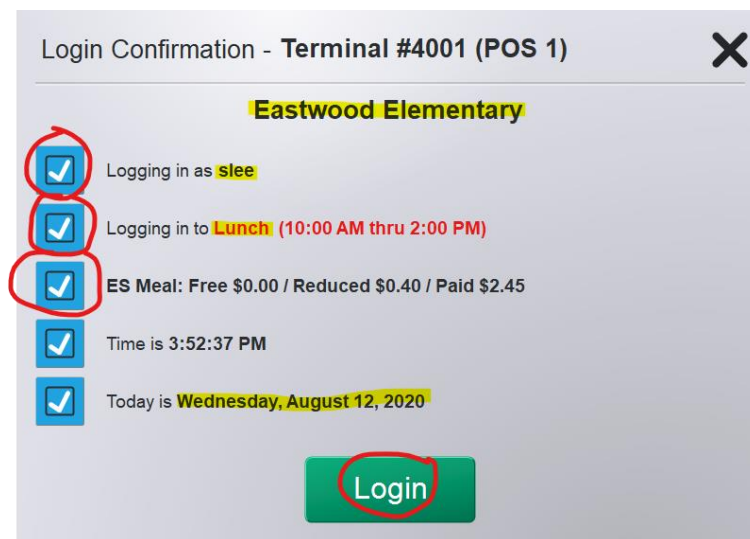 Login Confirmation - Terminal #4001 (POS 1)
Eastwood Elementary
Logging in as slee
Logging in to Lunch (10:00 AM thru 2:00 PM)
ES Meal: Free $0.00 / Reduced $0.40 / Paid $2.45
Time is 3:52:37 PM
Today is Wednesday, August 12, 2020
Login